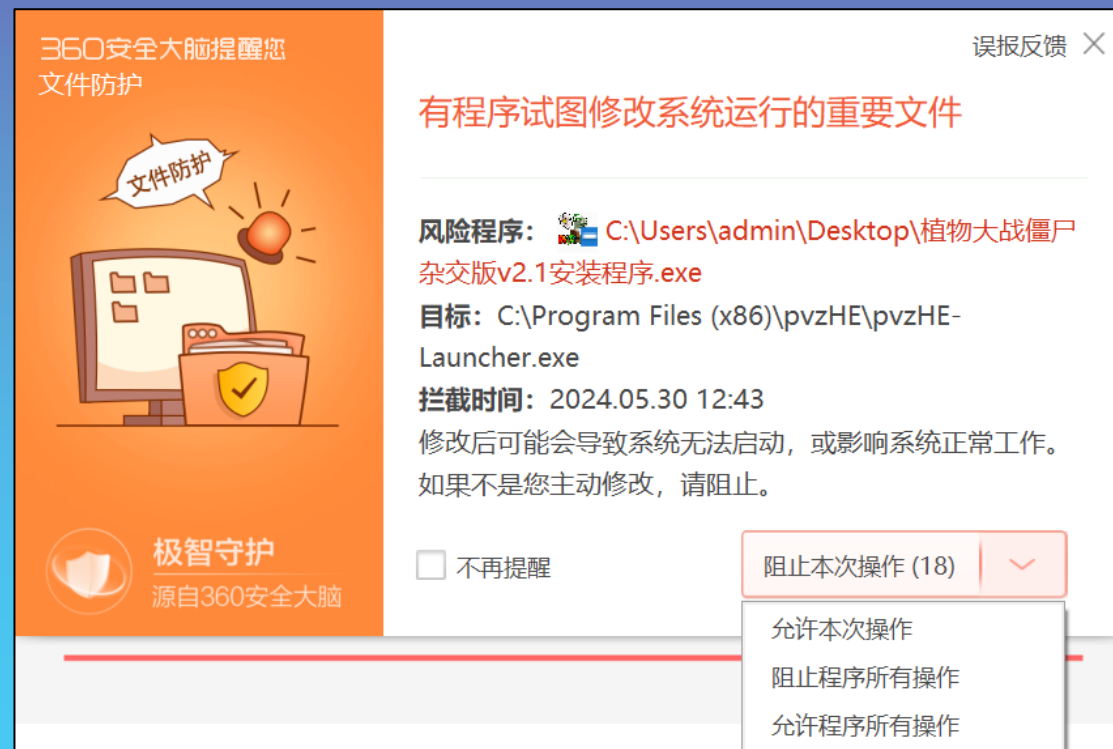 360安全大脑提醒您
文件防护
误报反馈
有程序试图修改系统运行的重要文件
文件防护
风险程序： C:\Users\admin\Desktop\植物大战僵尸
杂交版v2.1安装程序.exe
目标：C:\Program Files (x86)\pvzHE\pvzHE-
Launcher.exe
拦截时间：2024.05.30 12:43
修改后可能会导致系统无法启动，或影响系统正常工作。
如果不是您主动修改，请阻止。
极智守护
源自360安全大脑
不再提醒
阻止本次操作 (18)
允许本次操作
阻止程序所有操作
允许程序所有操作